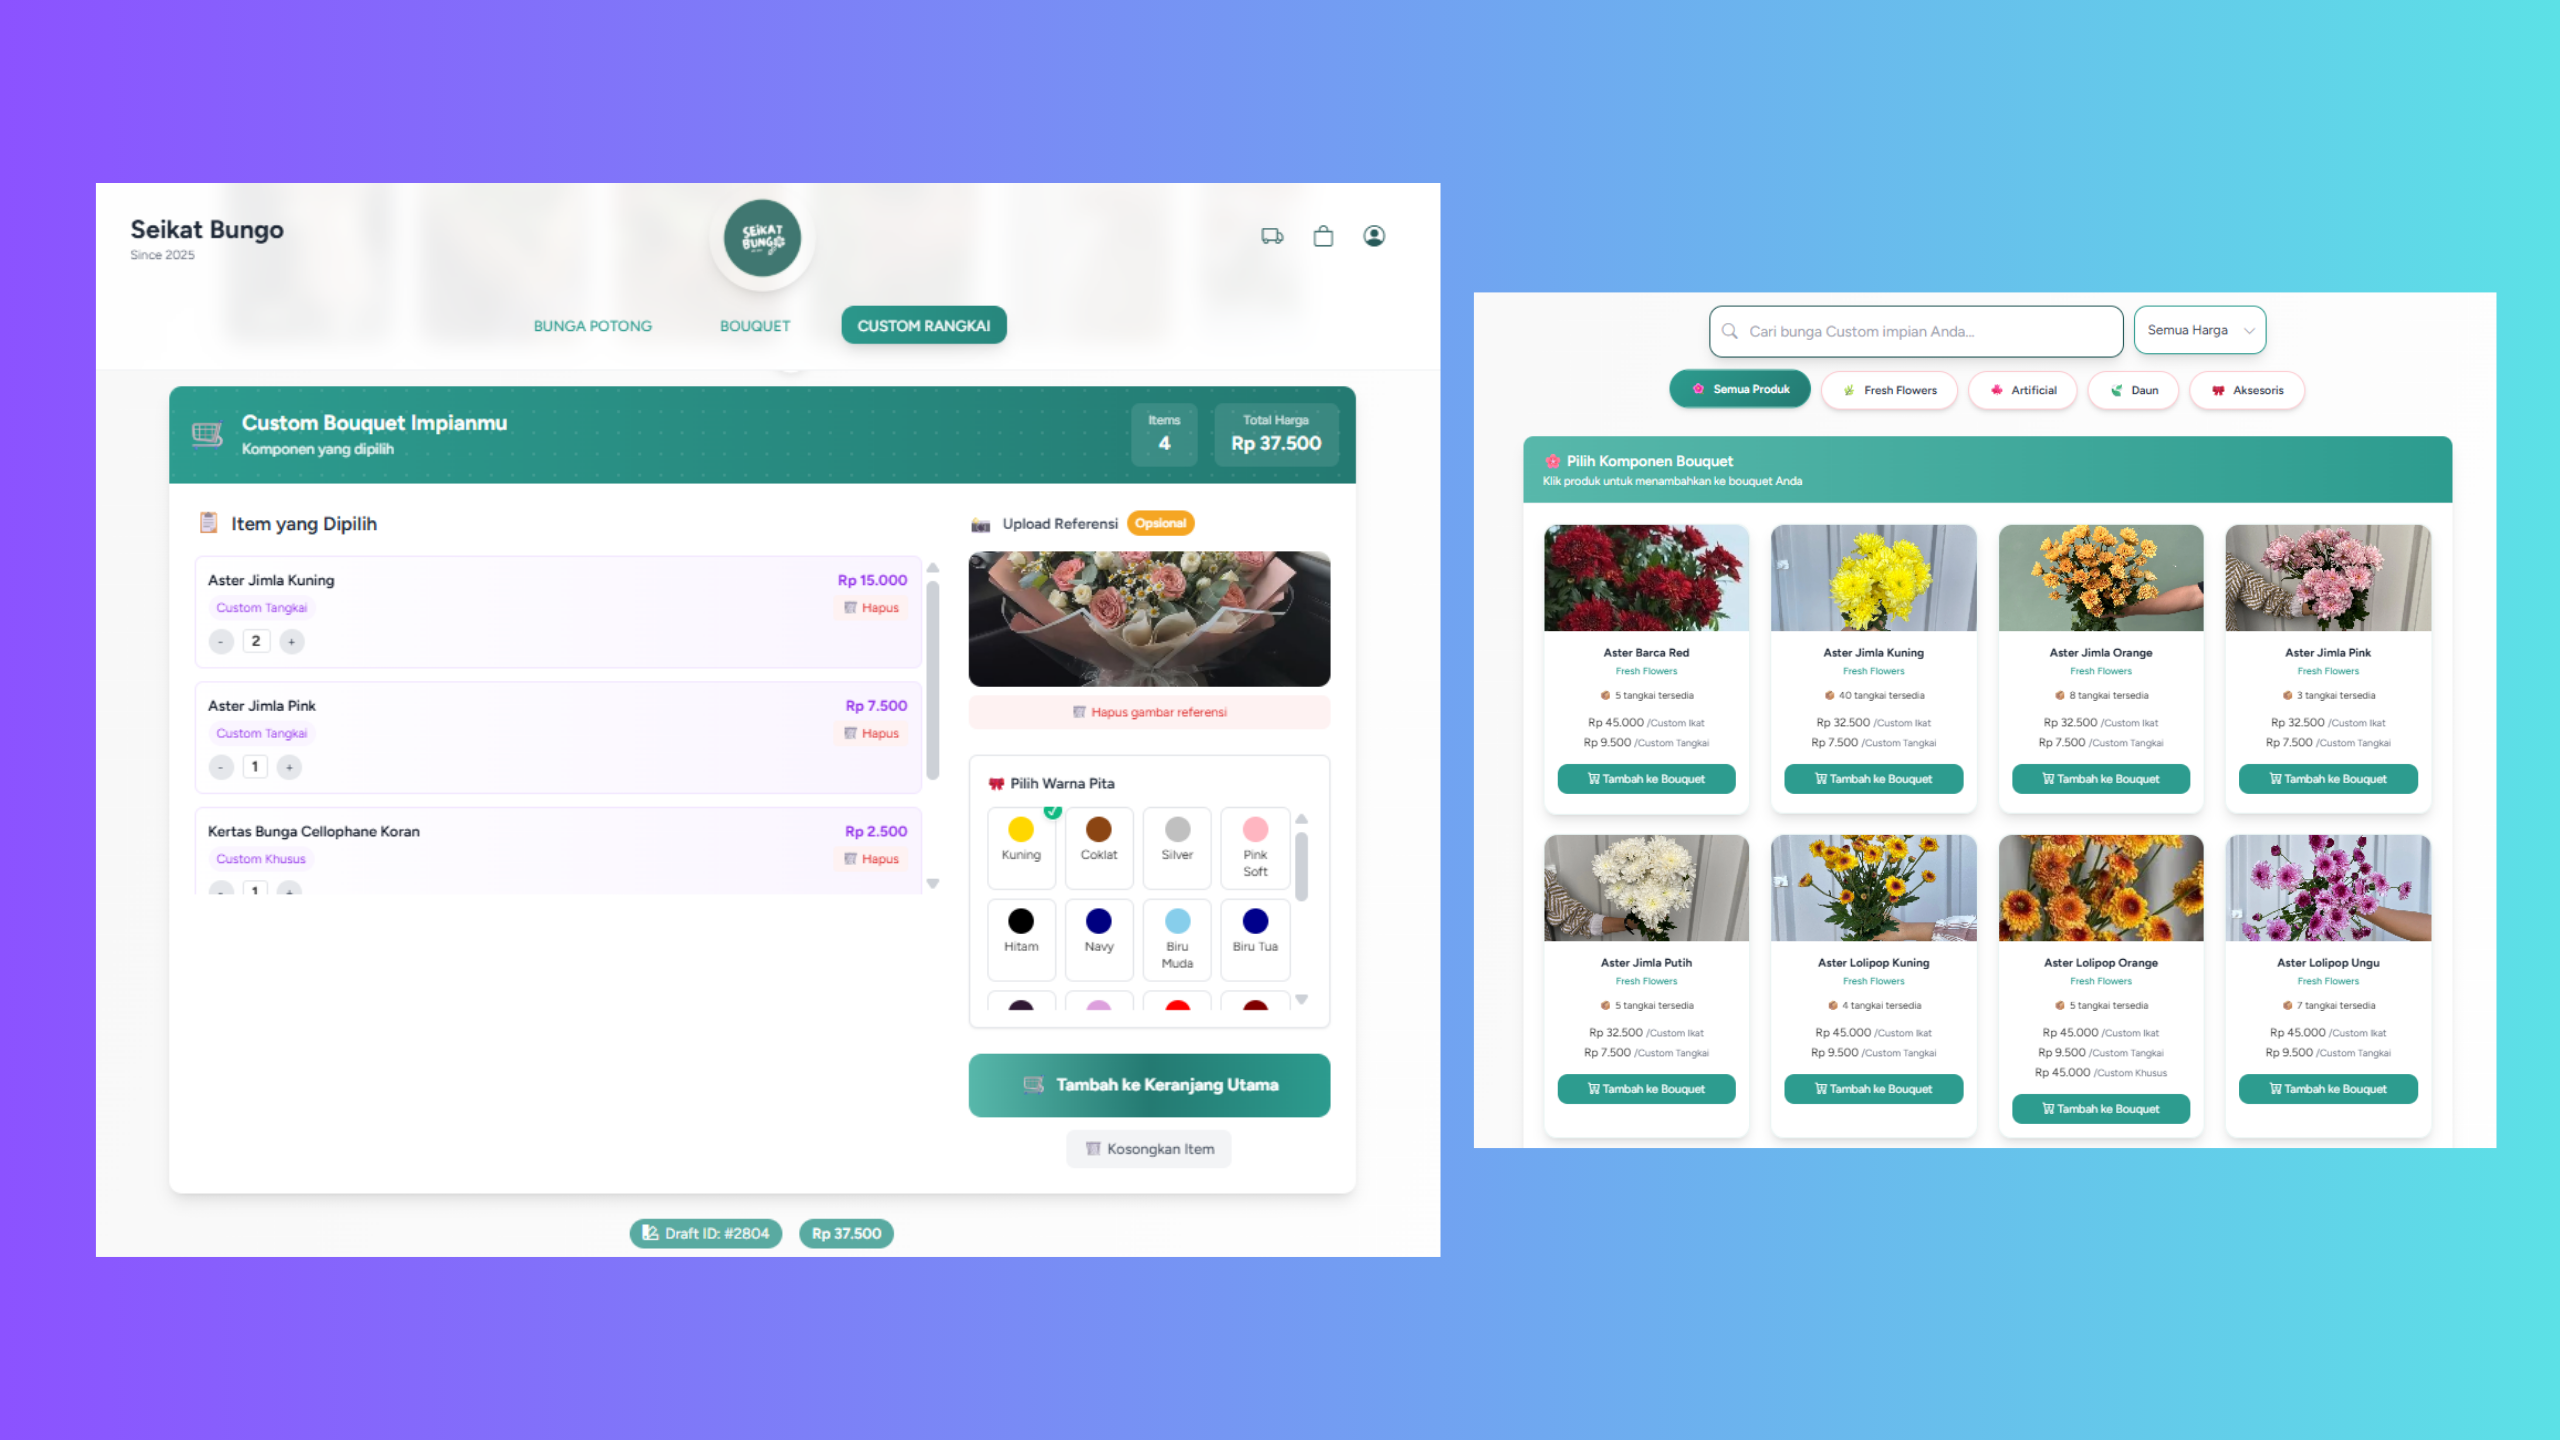 Seikat Bungo
Since 2025
SEIKAT
BUNGO
BUNGA POTONG
BOUQUET
CUSTOM RANGKAI
Custom Bouquet Impianmu
Komponen yang dipilih
Items
4
Total Harga
Rp 37.500
Item yang Dipilih
Aster Jimla Kuning
Rp 15.000
Custom Tangkai
Hapus
- 2 +
Aster Jimla Pink
Rp 7.500
Custom Tangkai
Hapus
- 1 +
Kertas Bunga Cellophane Koran
Rp 2.500
Custom Khusus
Hapus
- 1 +
Upload Referensi Opsional
Hapus gambar referensi
Pilih Warna Pita
Kuning
Coklat
Silver
Pink
Soft
Hitam
Navy
Biru
Muda
Biru Tua
Tambah ke Keranjang Utama
Kosongkan Item
Draft ID: #2804
Rp 37.500
Cari bunga Custom impian Anda...
Semua Harga
Semua Produk
Fresh Flowers
Artificial
Daun
Aksesoris
Pilih Komponen Bouquet
Klik produk untuk menambahkan ke bouquet Anda
Aster Barca Red
Fresh Flowers
5 tangkai tersedia
Rp 45.000 /Custom Ikat
Rp 9.500 /Custom Tangkai
Tambah ke Bouquet
Aster Jimla Kuning
Fresh Flowers
40 tangkai tersedia
Rp 32.500 /Custom Ikat
Rp 7.500 /Custom Tangkai
Tambah ke Bouquet
Aster Jimla Orange
Fresh Flowers
8 tangkai tersedia
Rp 32.500 /Custom Ikat
Rp 7.500 /Custom Tangkai
Tambah ke Bouquet
Aster Jimla Pink
Fresh Flowers
3 tangkai tersedia
Rp 32.500 /Custom Ikat
Rp 7.500 /Custom Tangkai
Tambah ke Bouquet
Aster Jimla Putih
Fresh Flowers
5 tangkai tersedia
Rp 32.500 /Custom Ikat
Rp 7.500 /Custom Tangkai
Tambah ke Bouquet
Aster Lolipop Kuning
Fresh Flowers
4 tangkai tersedia
Rp 45.000 /Custom Ikat
Rp 9.500 /Custom Tangkai
Tambah ke Bouquet
Aster Lolipop Orange
Fresh Flowers
5 tangkai tersedia
Rp 45.000 /Custom Ikat
Rp 9.500 /Custom Tangkai
Rp 45.000 /Custom Khusus
Tambah ke Bouquet
Aster Lolipop Ungu
Fresh Flowers
7 tangkai tersedia
Rp 45.000 /Custom Ikat
Rp 9.500 /Custom Tangkai
Tambah ke Bouquet